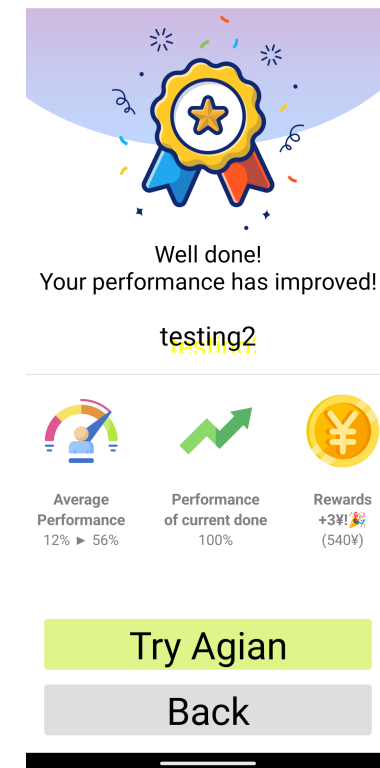 Well done!
Your performance has improved!
testing2
Average
Performance
12% ► 56%
Performance
of current done
100%
Rewards
+3¥!🎉
(540¥)
Try Agian
Back